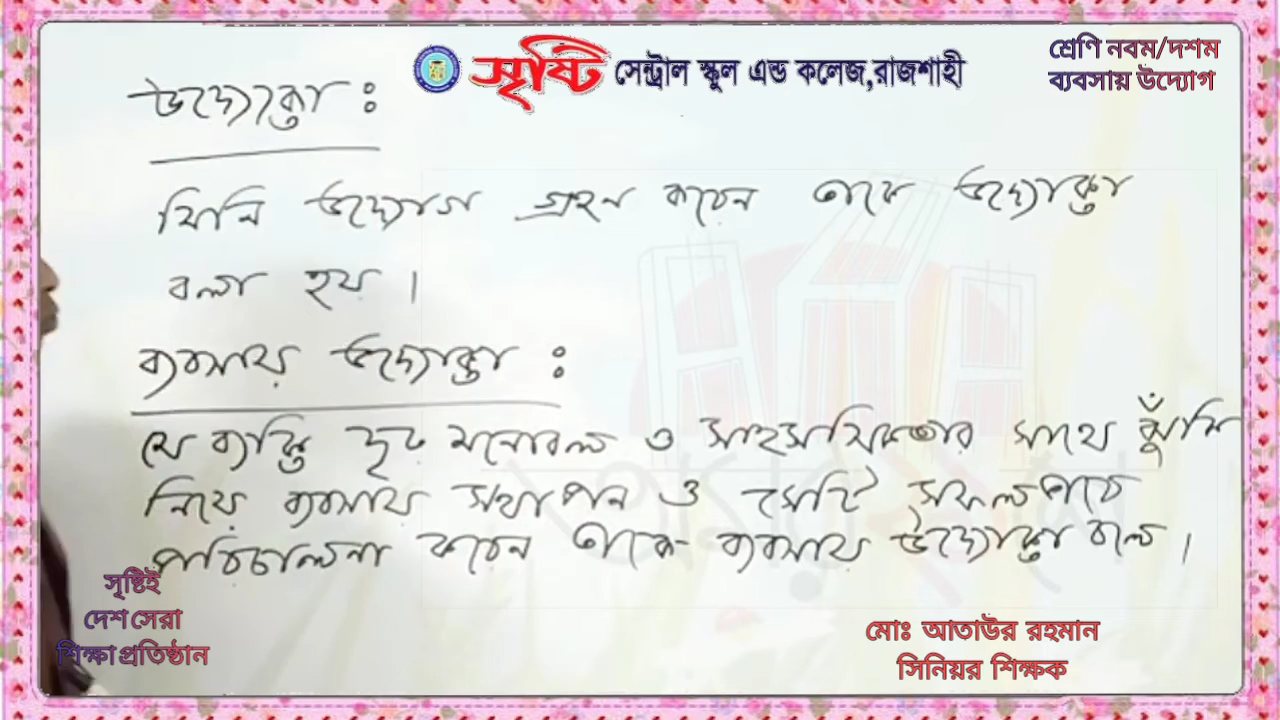 সৃষ্টি সেন্ট্রাল স্কুল এন্ড কলেজ,রাজশাহী
শ্রেণি নবম/দশম
ব্যবসায় উদ্যোগ
উদ্যোক্তা :
যিনি উদ্যোগ গ্রহণ করেন তাকে উদ্যোক্তা
বলা হয় ।
ব্যবসায় উদ্যোক্তা :
যে ব্যক্তি দৃঢ় মনোবল ও সাহসিকতার সাথে ঝুঁকি
নিয়ে ব্যবসায় স্থাপন ও সেটি সফলভাবে
পরিচালনা করেন তাকে ব্যবসায় উদ্যোক্তা বলে ।
সৃষ্টিই
দেশ সেরা
শিক্ষা প্রতিষ্ঠান
মোঃ আতাউর রহমান
সিনিয়র শিক্ষক